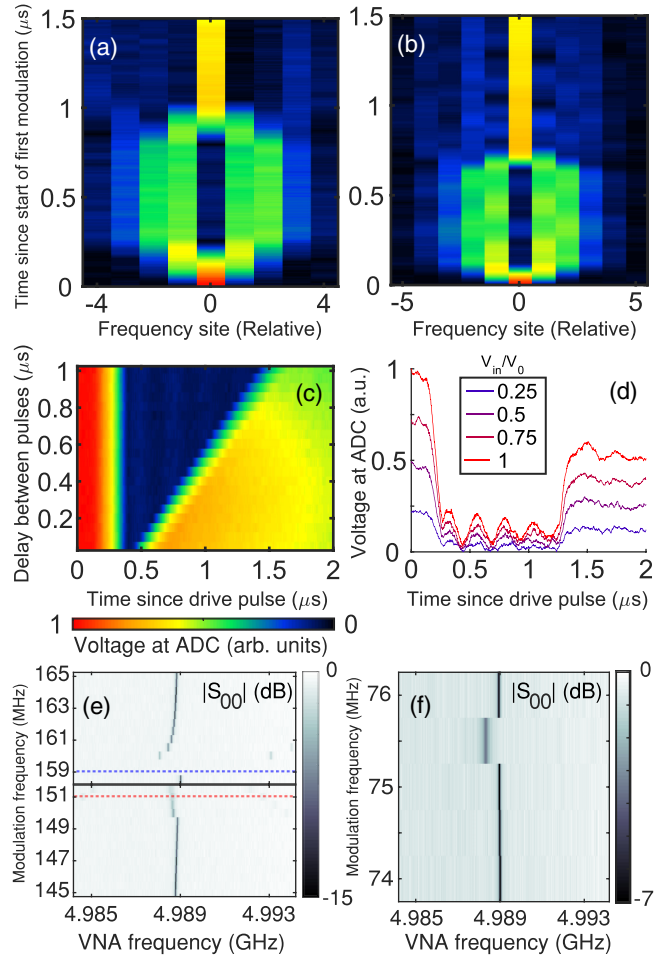 Time since start of first modulation (μs)
1.5
1
0.5
0
(a)
-4
0
4
Frequency site (Relative)
1.5
1
0.5
0
(b)
-5
0
5
Frequency site (Relative)
Delay between pulses (μs)
1
0.8
0.6
0.4
0.2
(c)
0
0.5
1
1.5
2
Time since drive pulse (μs)
1
0
Voltage at ADC (arb. units)
Voltage at ADC (a.u.)
1
0.5
0
V_in/V_0
0.25
0.5
0.75
1
(d)
0
0.5
1
1.5
2
Time since drive pulse (μs)
Modulation frequency (MHz)
165
163
161
159
151
149
147
145
(e)
|S_00| (dB)
0
-15
4.985
4.989
4.993
VNA frequency (GHz)
Modulation frequency (MHz)
76
75
74
(f)
|S_00| (dB)
0
-7
4.985
4.989
4.993
VNA frequency (GHz)